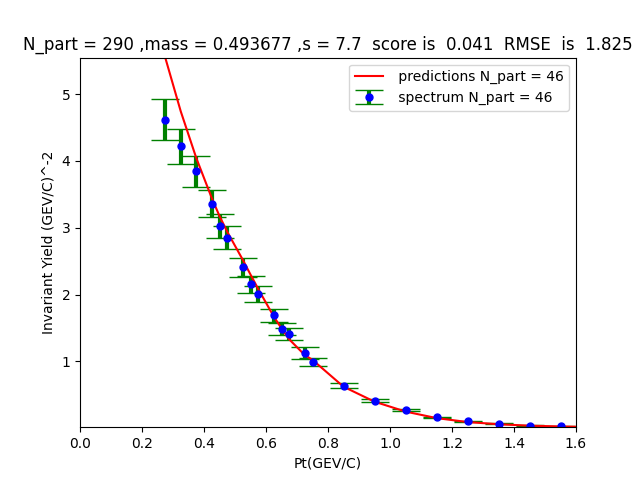 N_part = 290 ,mass = 0.493677 ,s = 7.7  score is  0.041  RMSE  is  1.825
predictions N_part = 46
spectrum N_part = 46
Invariant Yield (GEV/C)^-2
5
4
3
2
1
0.0 0.2 0.4 0.6 0.8 1.0 1.2 1.4 1.6
Pt(GEV/C)